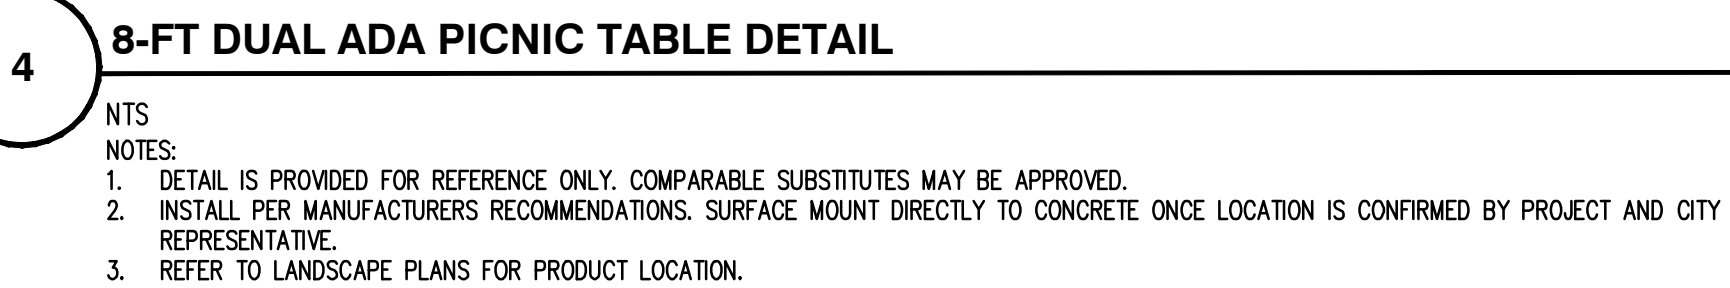 4
8-FT DUAL ADA PICNIC TABLE DETAIL
NTS
NOTES:
1. DETAIL IS PROVIDED FOR REFERENCE ONLY. COMPARABLE SUBSTITUTES MAY BE APPROVED.
2. INSTALL PER MANUFACTURERS RECOMMENDATIONS. SURFACE MOUNT DIRECTLY TO CONCRETE ONCE LOCATION IS CONFIRMED BY PROJECT AND CITY
REPRESENTATIVE.
3. REFER TO LANDSCAPE PLANS FOR PRODUCT LOCATION.